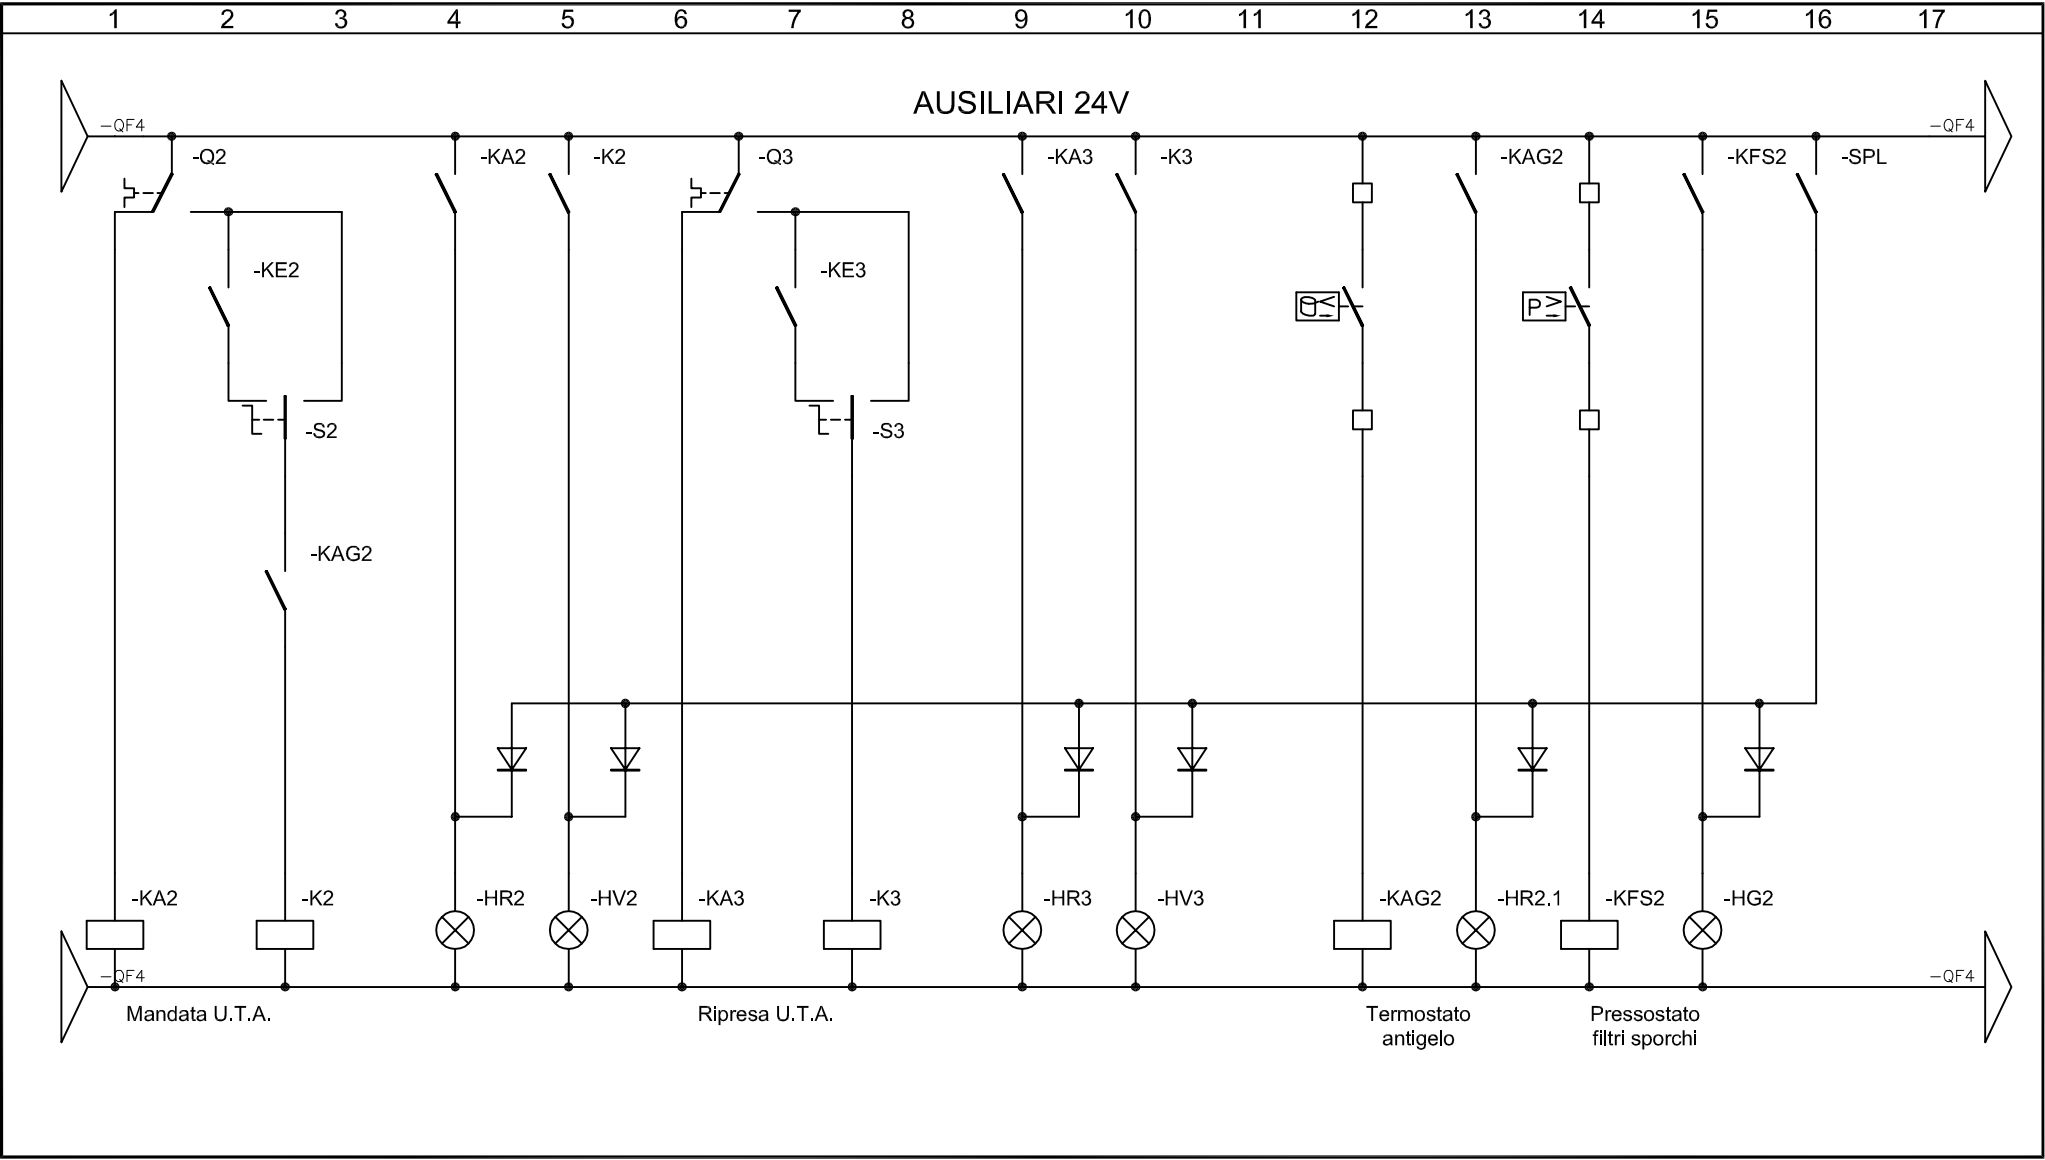 1 2 3 4 5 6 7 8 9 10 11 12 13 14 15 16 17
AUSILIARI 24V
-QF4 -QF4
-Q2 -KA2 -K2 -Q3 -KA3 -K3 -KAG2 -KFS2 -SPL
-KE2 -KE3
P
-S2 -S3
-KAG2
-KA2 -K2 -HR2 -HV2 -KA3 -K3 -HR3 -HV3 -KAG2 -HR2.1 -KFS2 -HG2
-QF4 -QF4
Mandata U.T.A. Ripresa U.T.A. Termostato Pressostato
antigelo filtri sporchi